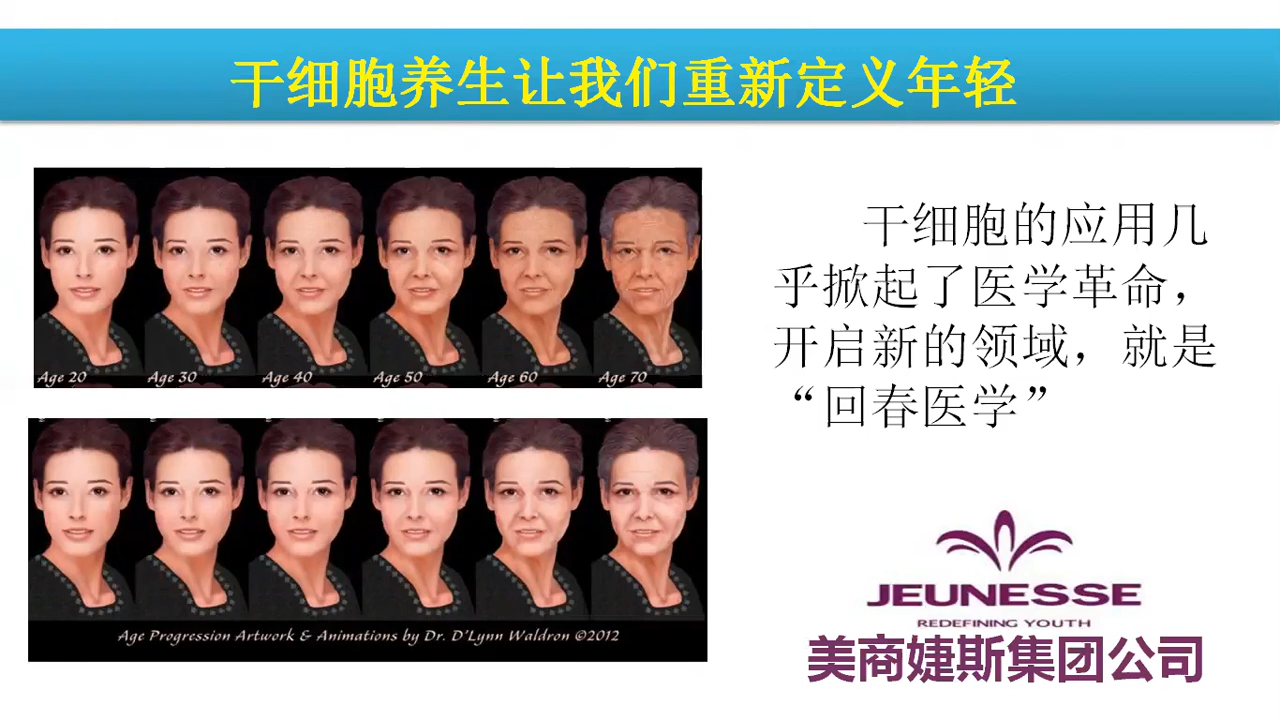 干细胞养生让我们重新定义年轻
Age 20 Age 30 Age 40 Age 50 Age 60 Age 70
Age Progression Artwork & Animations by Dr. D'Lynn Waldron ©2012
干细胞的应用几
乎掀起了医学革命，
开启新的领域，就是
“回春医学”
JEUNESSE
REDEFINING YOUTH
美商婕斯集团公司